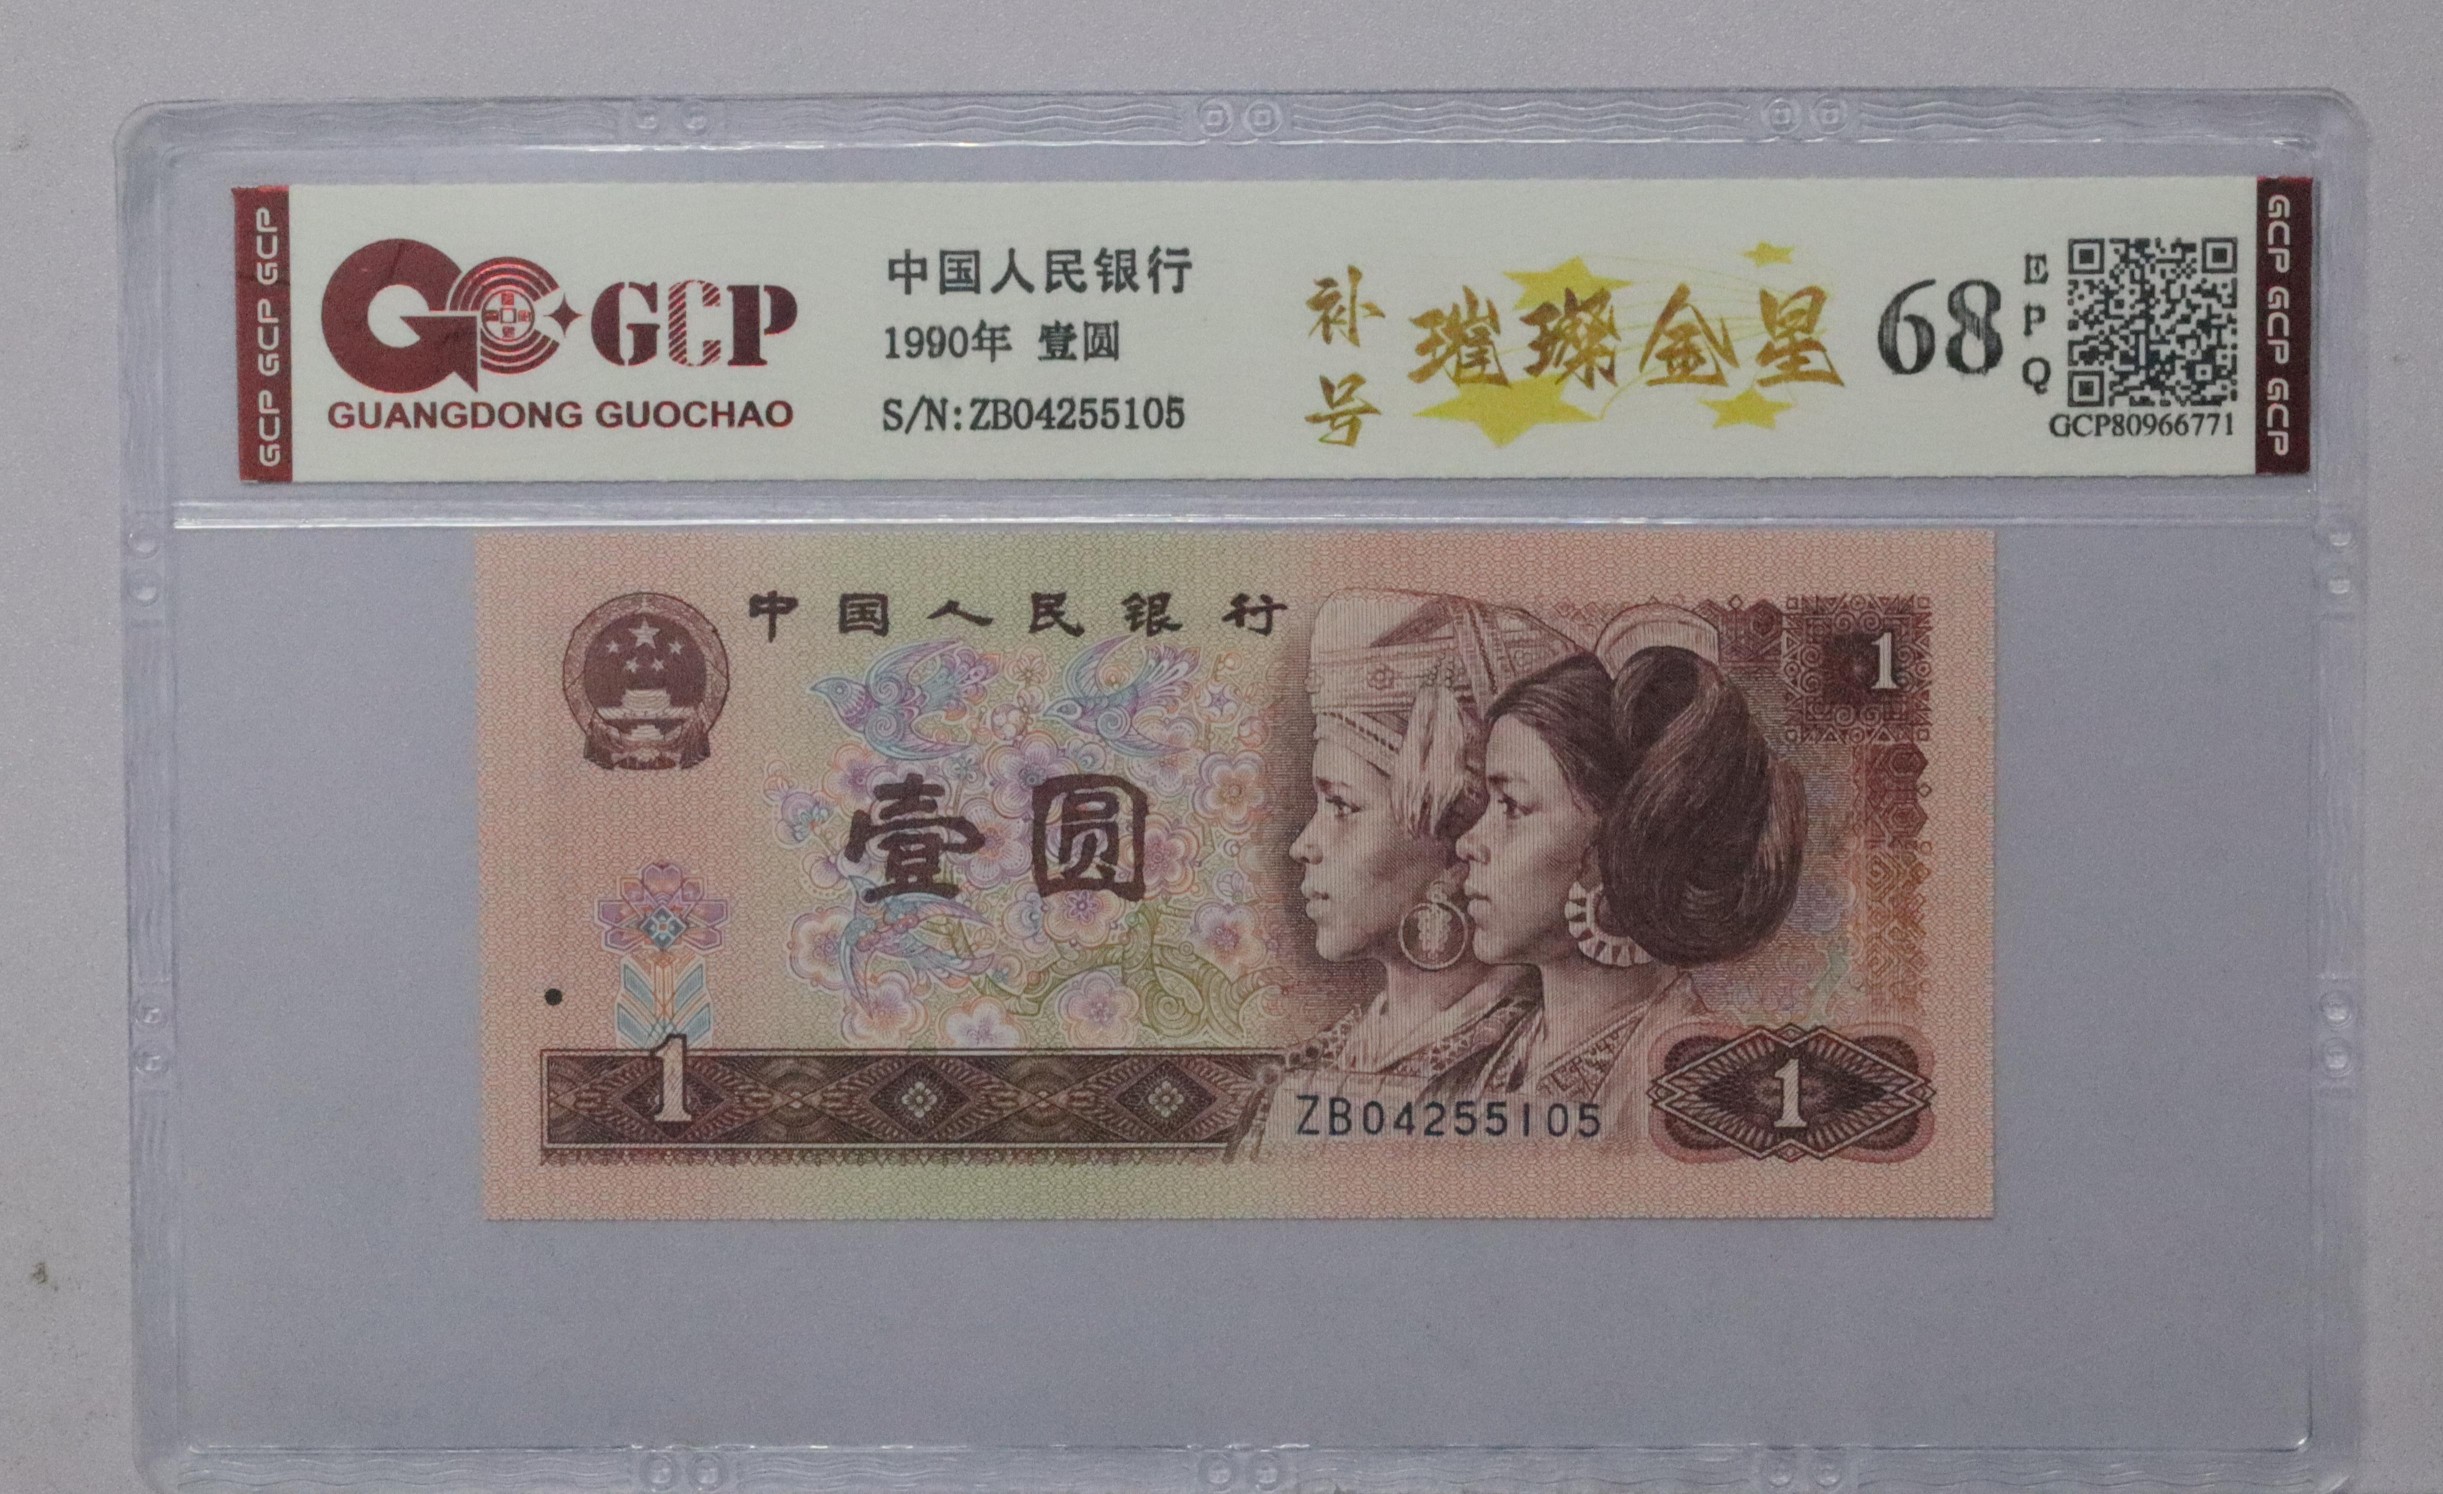 GCP GCP GCP
GCP
GUANGDONG GUOCHAO
中国人民银行
1990年 壹圆
S/N:ZB04255105
补号
璀璨金星
68
EPQ
GCP80966771
GCP GCP GCP
中国人民银行
1
壹圆
1
ZB04255105
1